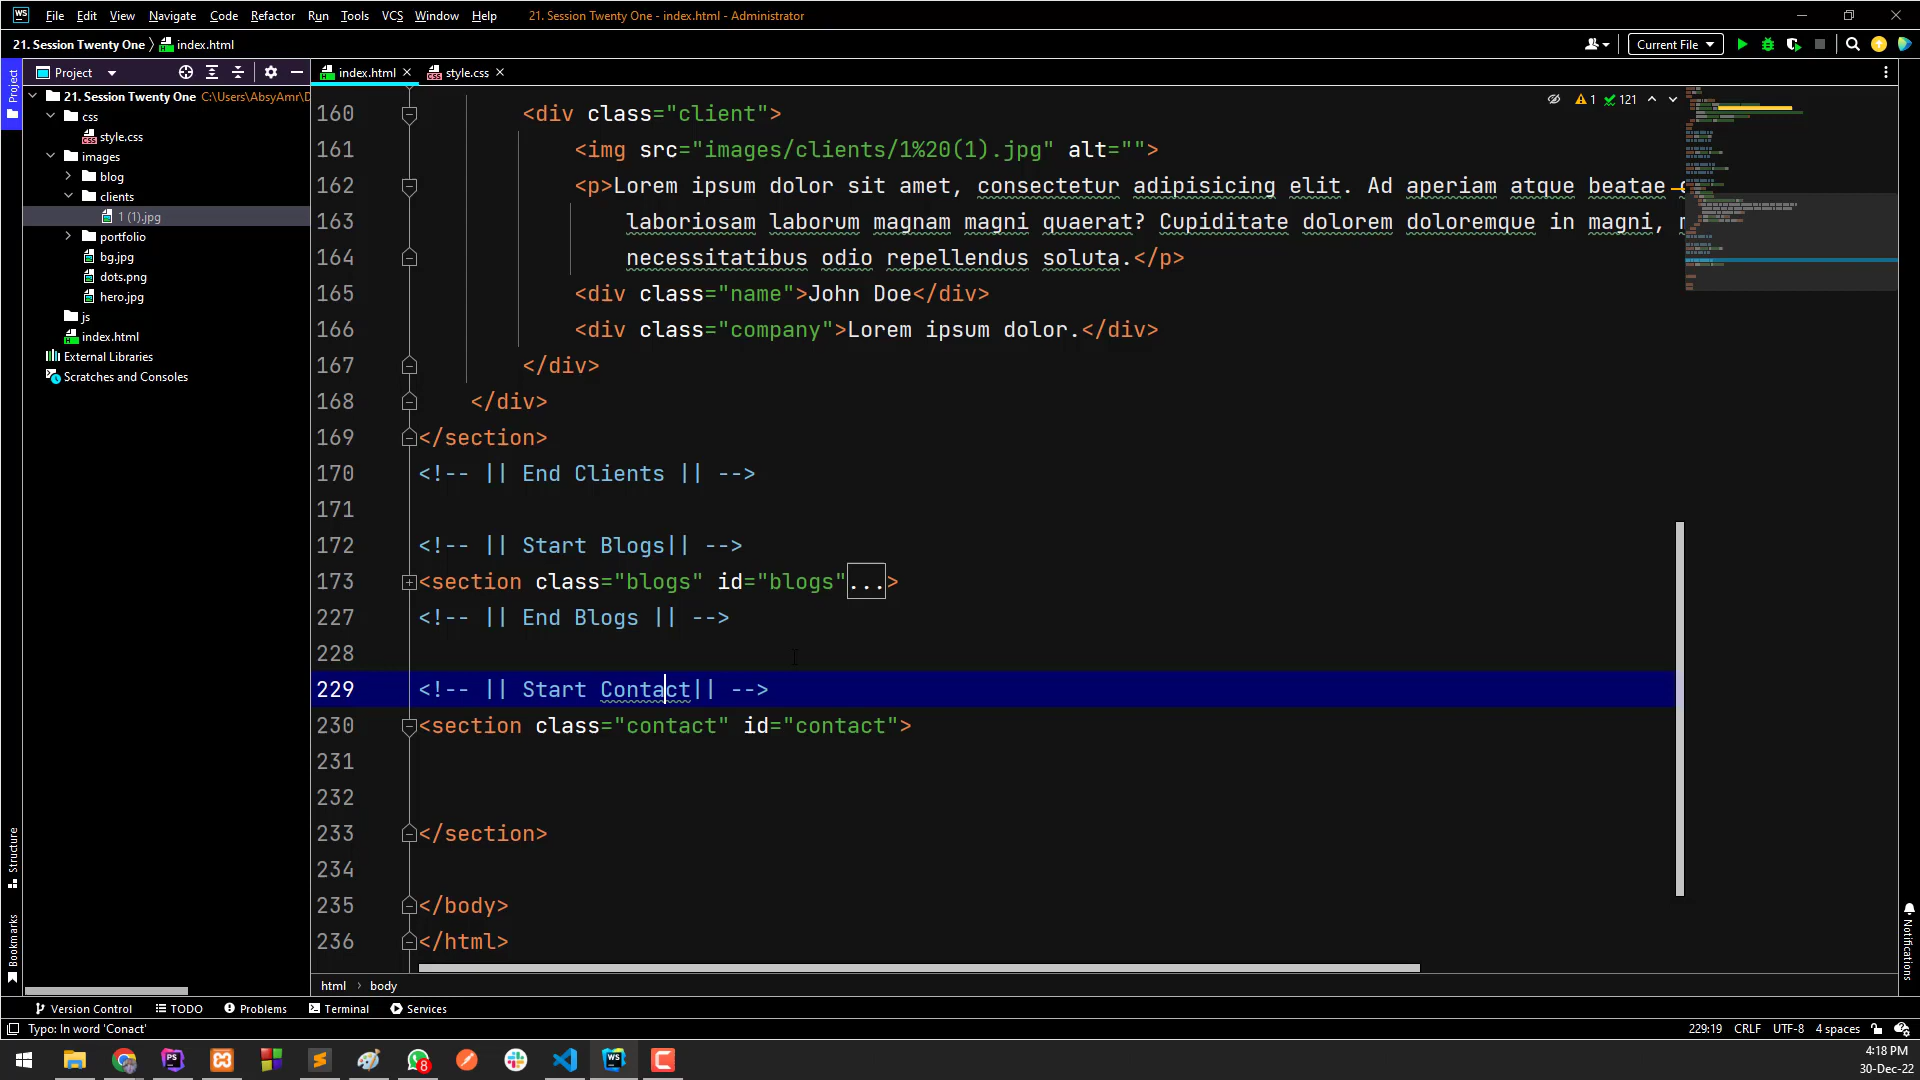 File Edit View Navigate Code Refactor Run Tools VCS Window Help 21. Session Twenty One - index.html - Administrator
21. Session Twenty One index.html Current File
Project index.html style.css
21. Session Twenty One C:\Users\AbsyAmr\D
css
style.css
images
blog
clients
1 (1).jpg
portfolio
bg.jpg
dots.png
hero.jpg
js
index.html
External Libraries
Scratches and Consoles
Project
Structure
Bookmarks
1 121
160 <div class="client">
161 <img src="images/clients/1%20(1).jpg" alt="">
162 <p>Lorem ipsum dolor sit amet, consectetur adipisicing elit. Ad aperiam atque beatae
163 laboriosam laborum magnam magni quaerat? Cupiditate dolorem doloremque in magni,
164 necessitatibus odio repellendus soluta.</p>
165 <div class="name">John Doe</div>
166 <div class="company">Lorem ipsum dolor.</div>
167 </div>
168 </div>
169 </section>
170 <!-- || End Clients || -->
171
172 <!-- || Start Blogs|| -->
173 <section class="blogs" id="blogs"...>
227 <!-- || End Blogs || -->
228
229 <!-- || Start Contact|| -->
230 <section class="contact" id="contact">
231
232
233 </section>
234
235 </body>
236 </html>
html › body
Notifications
Version Control TODO Problems Terminal Services
Typo: In word 'Conact' 229:19 CRLF UTF-8 4 spaces
PS 8 WS C
4:18 PM
30-Dec-22